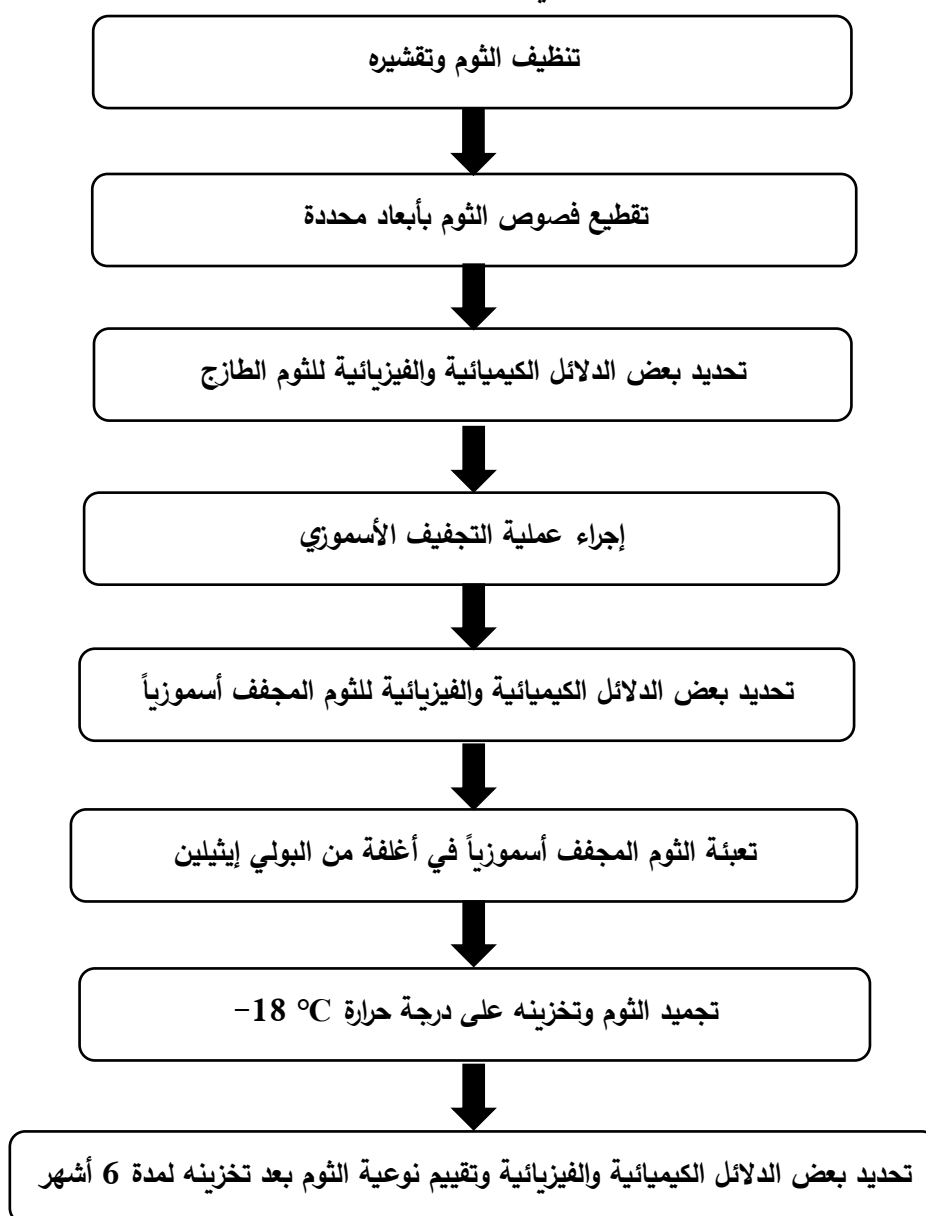 تنظيف الثوم وتقشيره
تقطيع فصوص الثوم بأبعاد محددة
تحديد بعض الدلائل الكيميائية والفيزيائية للثوم الطازج
إجراء عملية التجفيف الأسموزي
تحديد بعض الدلائل الكيميائية والفيزيائية للثوم المجفف أسموزياً
تعبئة الثوم المجفف أسموزياً في أغلفة من البولي إيثيلين
تجميد الثوم وتخزينه على درجة حرارة 18 °C-
تحديد بعض الدلائل الكيميائية والفيزيائية وتقييم نوعية الثوم بعد تخزينه لمدة 6 أشهر